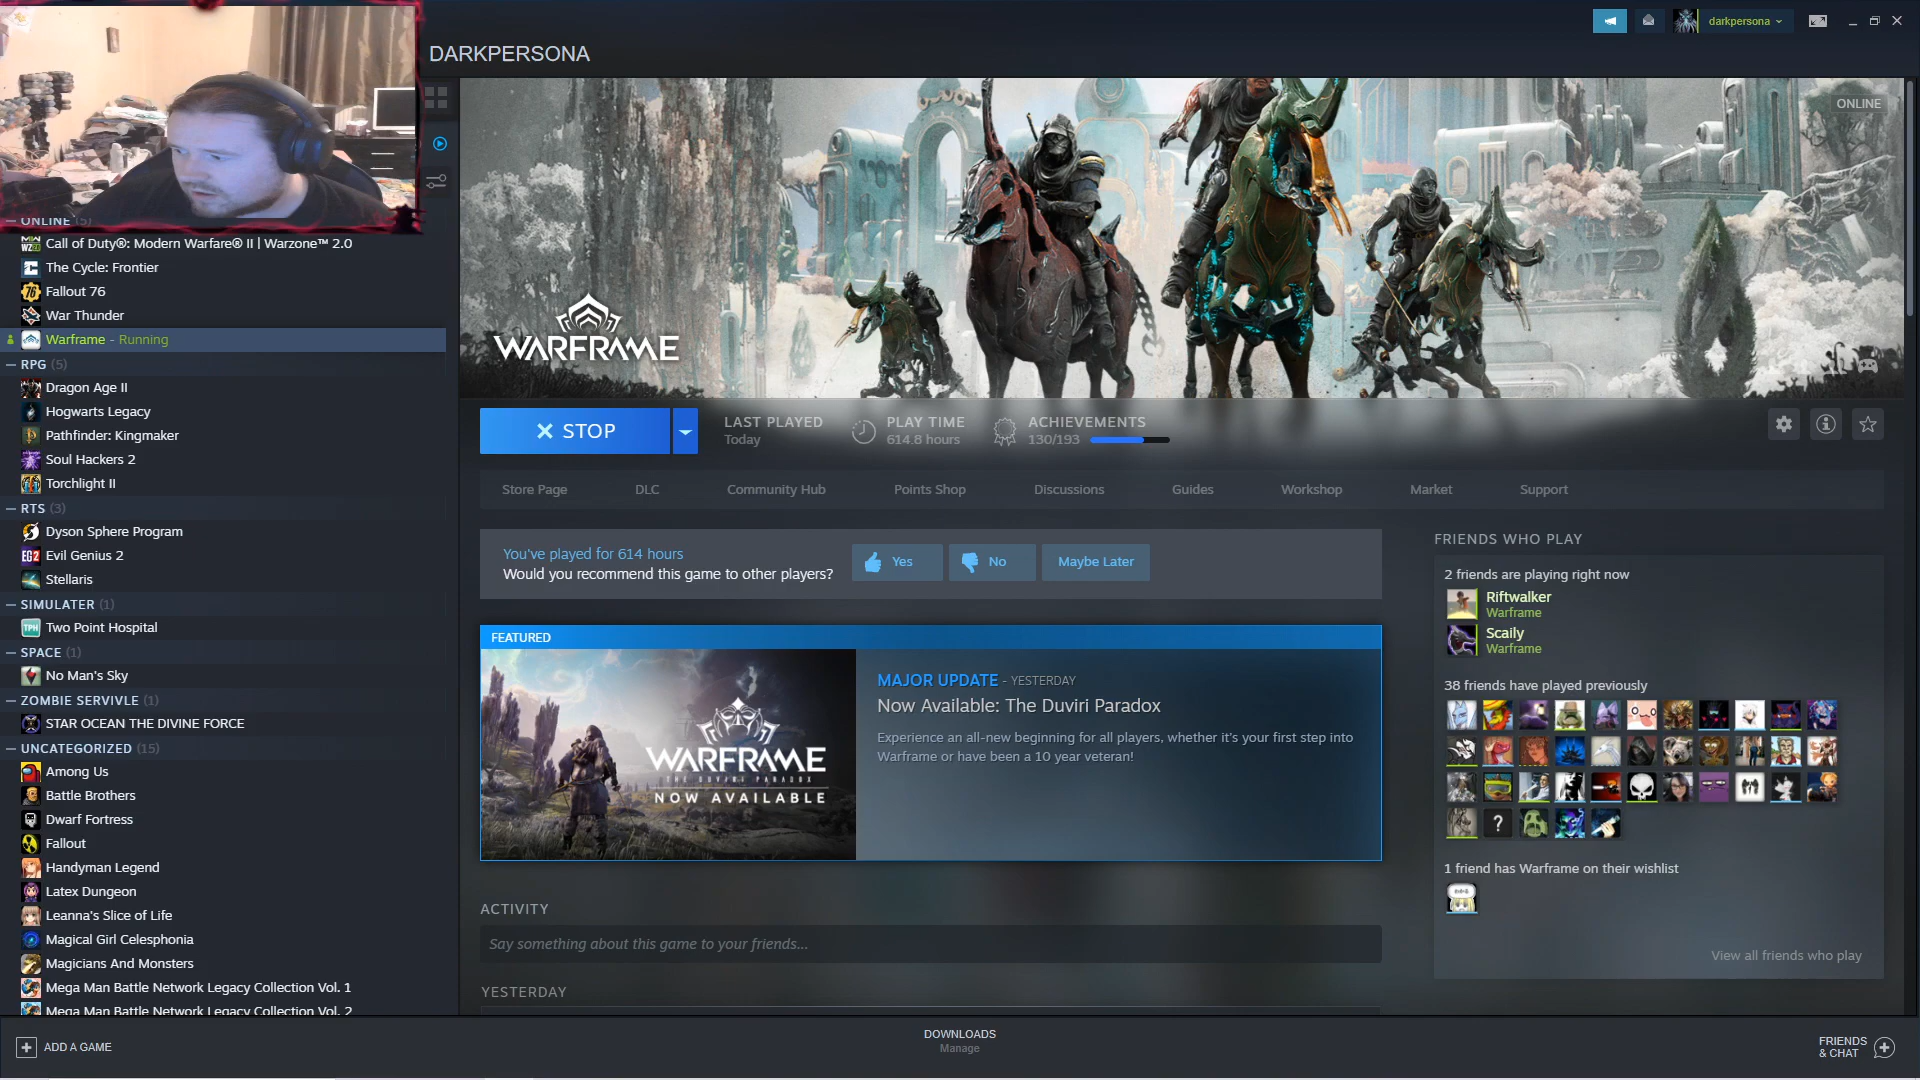 darkpersona
DARKPERSONA
ONLINE
ONLINE (5)
Call of Duty®: Modern Warfare® II | Warzone™ 2.0
The Cycle: Frontier
Fallout 76
War Thunder
Warframe - Running
RPG (5)
Dragon Age II
Hogwarts Legacy
Pathfinder: Kingmaker
Soul Hackers 2
Torchlight II
RTS (3)
Dyson Sphere Program
Evil Genius 2
Stellaris
SIMULATER (1)
Two Point Hospital
SPACE (1)
No Man's Sky
ZOMBIE SERVIVLE (1)
STAR OCEAN THE DIVINE FORCE
UNCATEGORIZED (15)
Among Us
Battle Brothers
Dwarf Fortress
Fallout
Handyman Legend
Latex Dungeon
Leanna's Slice of Life
Magical Girl Celesphonia
Magicians And Monsters
Mega Man Battle Network Legacy Collection Vol. 1
Mega Man Battle Network Legacy Collection Vol. 2
WARFRAME
STOP
LAST PLAYED
Today
PLAY TIME
614.8 hours
ACHIEVEMENTS
130/193
Store Page
DLC
Community Hub
Points Shop
Discussions
Guides
Workshop
Market
Support
You've played for 614 hours
Would you recommend this game to other players?
Yes
No
Maybe Later
FEATURED
WARFRAME
THE DUVIRI PARADOX
NOW AVAILABLE
MAJOR UPDATE - YESTERDAY
Now Available: The Duviri Paradox
Experience an all-new beginning for all players, whether it's your first step into
Warframe or have been a 10 year veteran!
ACTIVITY
Say something about this game to your friends...
YESTERDAY
FRIENDS WHO PLAY
2 friends are playing right now
Riftwalker
Warframe
Scaily
Warframe
38 friends have played previously
?
1 friend has Warframe on their wishlist
View all friends who play
ADD A GAME
DOWNLOADS
Manage
FRIENDS
& CHAT